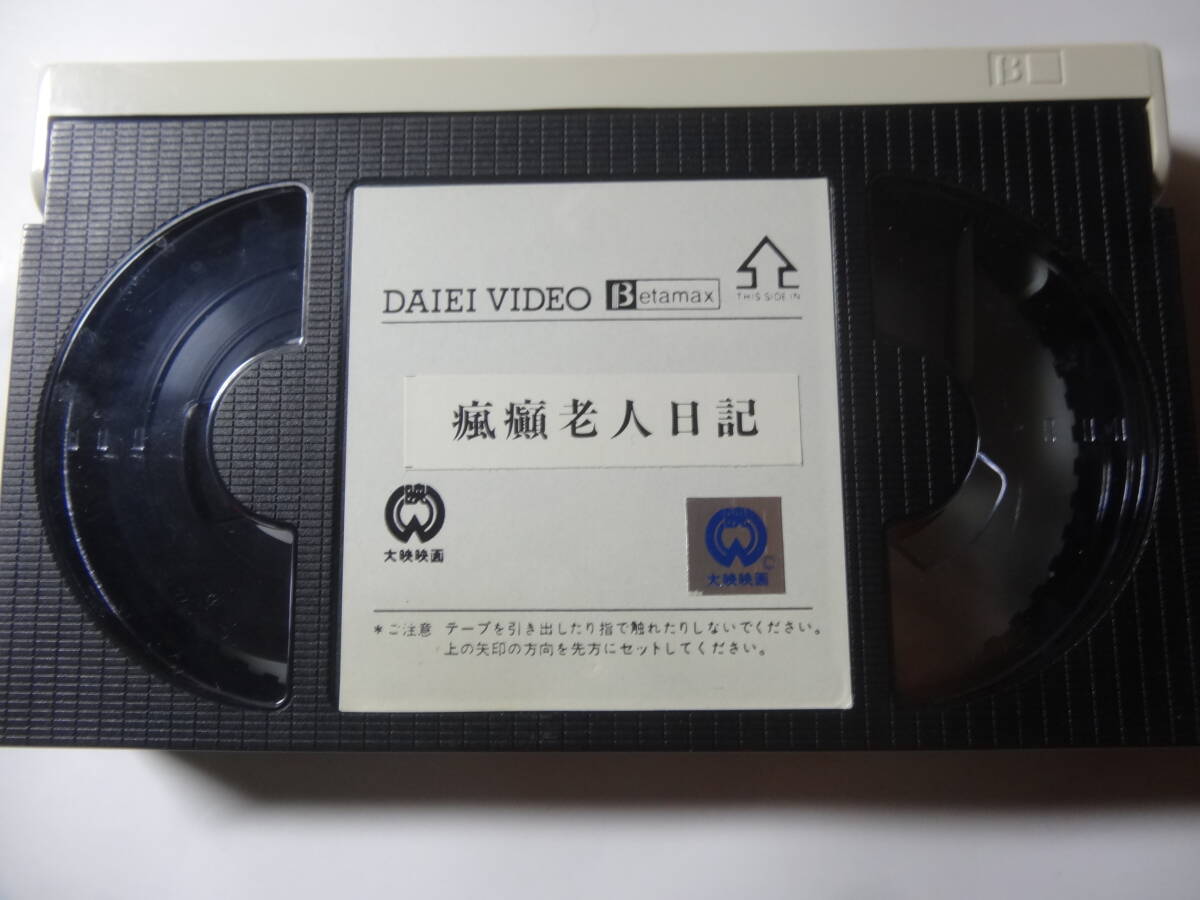 β
DAIEI VIDEO Betamax
THIS SIDE IN
瘋癲老人日記
映
大映映画
映
©
大映映画
*ご注意 テープを引き出したり指で触れたりしないでください。
上の矢印の方向を先方にセットしてください。